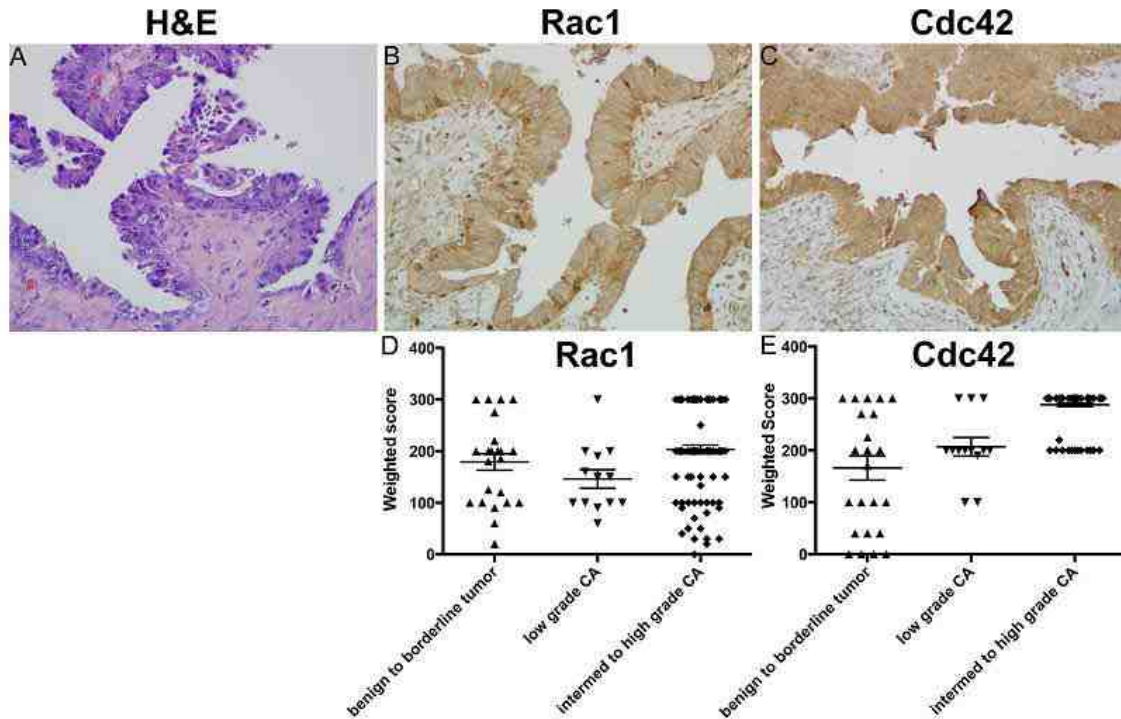 H&E
Rac1
Cdc42
A
B
C
D
Rac1
E
Cdc42
Weighted score
400
300
200
100
0
benign to borderline tumor
low grade CA
intermed to high grade CA
Weighted Score
400
300
200
100
0
benign to borderline tumor
low grade CA
intermed to high grade CA